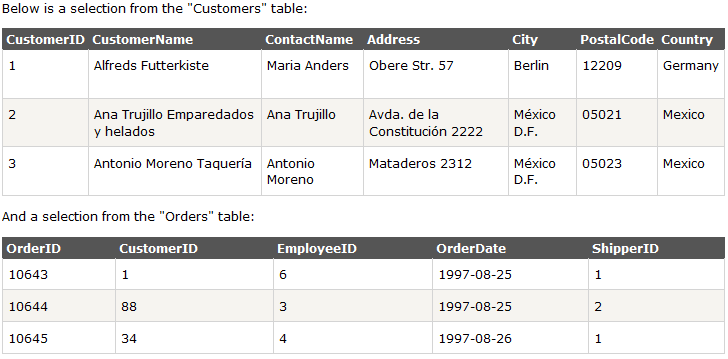 Below is a selection from the "Customers" table:
CustomerID CustomerName ContactName Address City PostalCode Country
1 Alfreds Futterkiste Maria Anders Obere Str. 57 Berlin 12209 Germany
2 Ana Trujillo Emparedados Ana Trujillo Avda. de la México 05021 Mexico
y helados Constitución 2222 D.F.
3 Antonio Moreno Taquería Antonio Mataderos 2312 México 05023 Mexico
Moreno D.F.
And a selection from the "Orders" table:
OrderID CustomerID EmployeeID OrderDate ShipperID
10643 1 6 1997-08-25 1
10644 88 3 1997-08-25 2
10645 34 4 1997-08-26 1